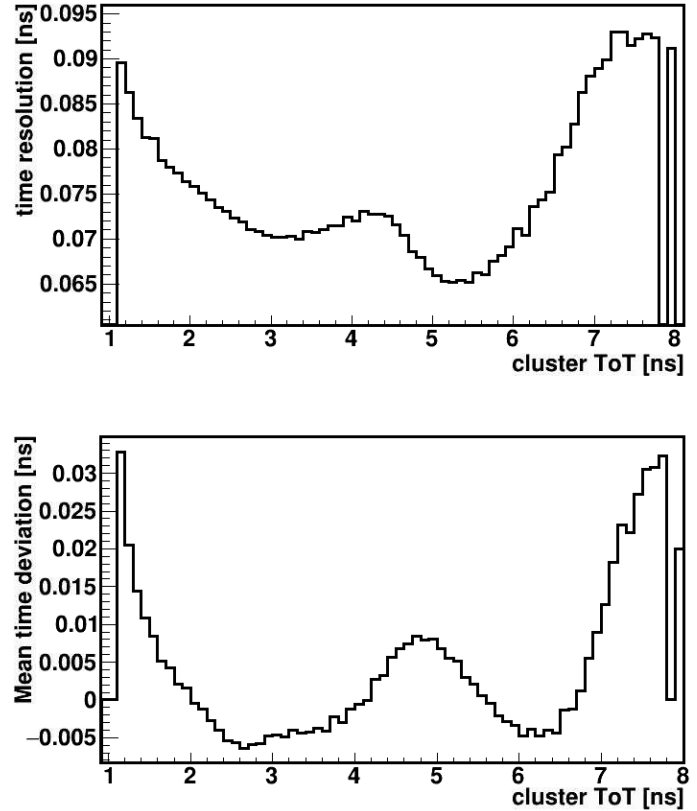 time resolution [ns]
0.095
0.09
0.085
0.08
0.075
0.07
0.065
1 2 3 4 5 6 7 8
cluster ToT [ns]
Mean time deviation [ns]
0.03
0.025
0.02
0.015
0.01
0.005
0
−0.005
1 2 3 4 5 6 7 8
cluster ToT [ns]